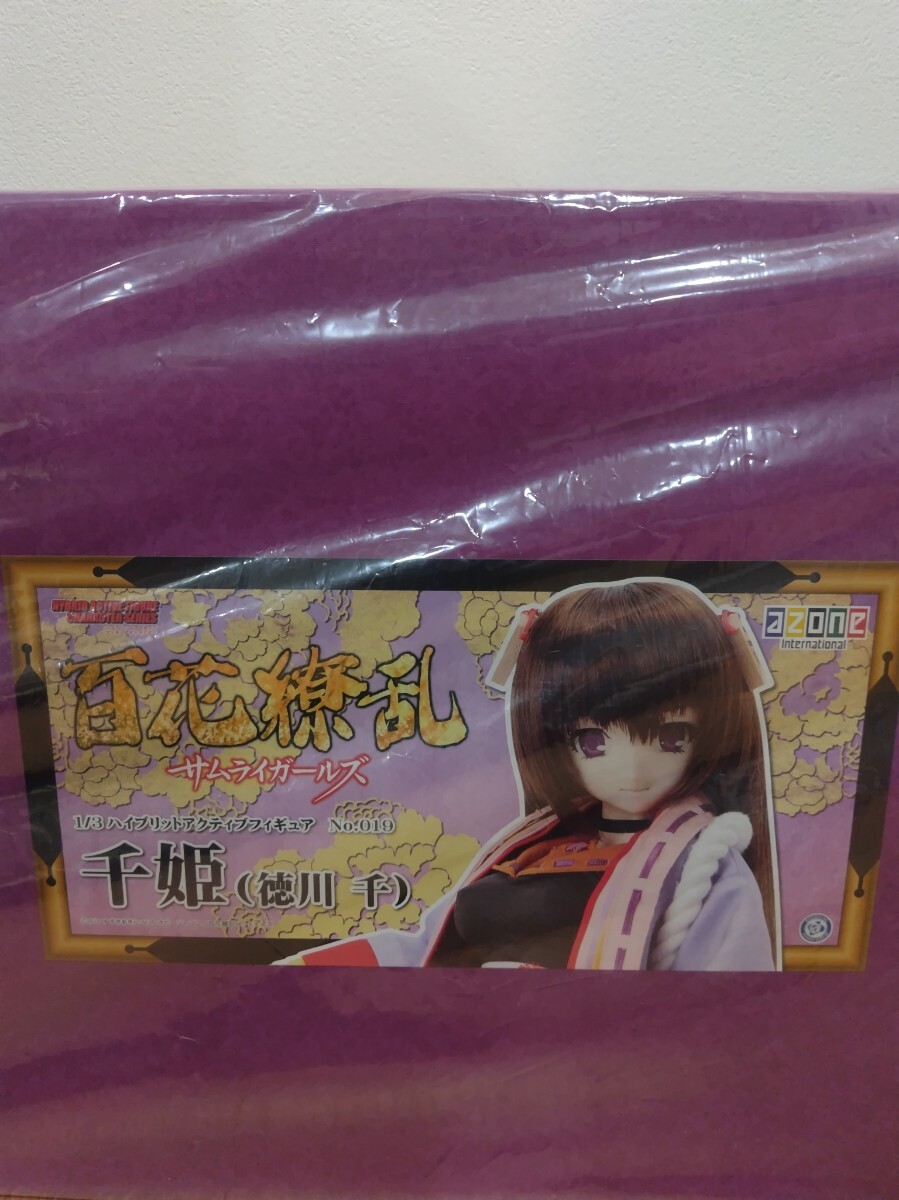 HYBRID ACTIVE FIGURE
CHARACTER SERIES
azone
International
百花繚乱
サムライガールズ
1/3 ハイブリットアクティブフィギュア No.019
千姫(徳川 千)